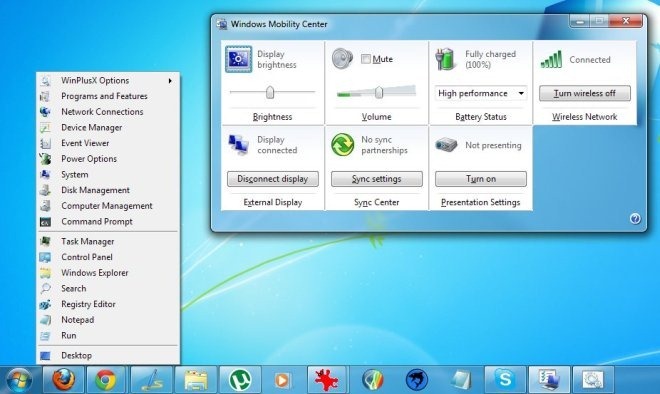 Windows Mobility Center
Display
brightness
Brightness
Mute
Volume
Fully charged
(100%)
High performance
Battery Status
Connected
Turn wireless off
Wireless Network
Display
connected
Disconnect display
External Display
No sync
partnerships
Sync settings
Sync Center
Not presenting
Turn on
Presentation Settings
WinPlusX Options
Programs and Features
Network Connections
Device Manager
Event Viewer
Power Options
System
Disk Management
Computer Management
Command Prompt
Task Manager
Control Panel
Windows Explorer
Search
Registry Editor
Notepad
Run
Desktop